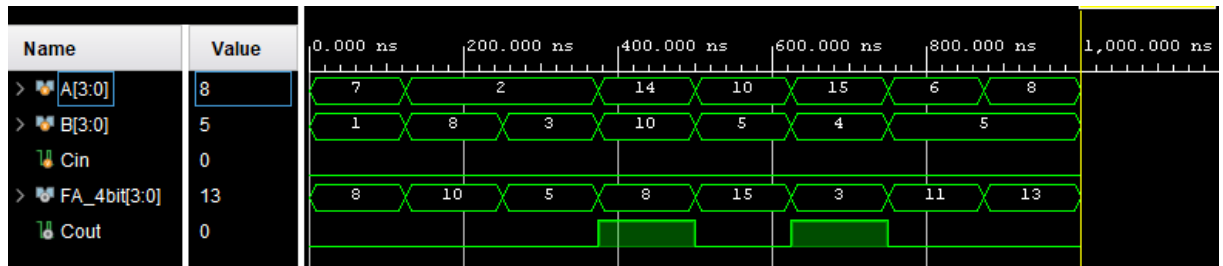 Name Value 0.000 ns 200.000 ns 400.000 ns 600.000 ns 800.000 ns 1,000.000 ns
> A[3:0] 8 7 2 14 10 15 6 8
> B[3:0] 5 1 8 3 10 5 4 5
Cin 0
> FA_4bit[3:0] 13 8 10 5 8 15 3 11 13
Cout 0